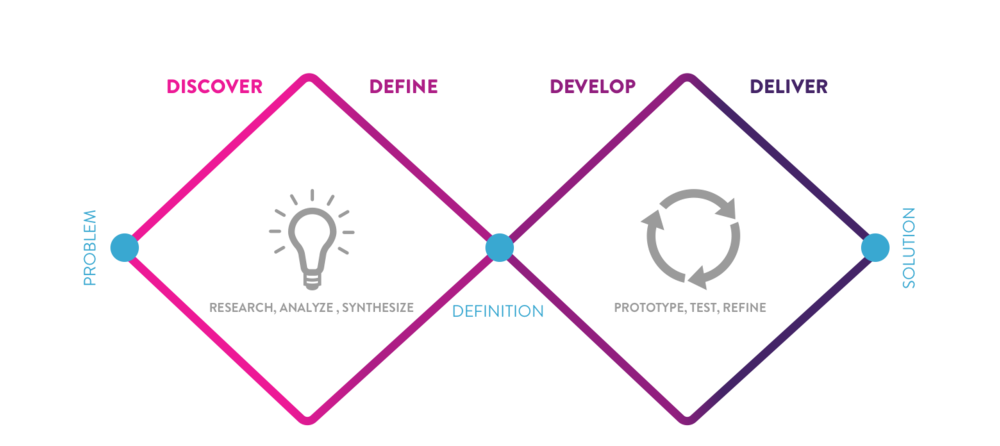 DISCOVER
DEFINE
DEVELOP
DELIVER
PROBLEM
SOLUTION
RESEARCH, ANALYZE , SYNTHESIZE
DEFINITION
PROTOTYPE, TEST, REFINE